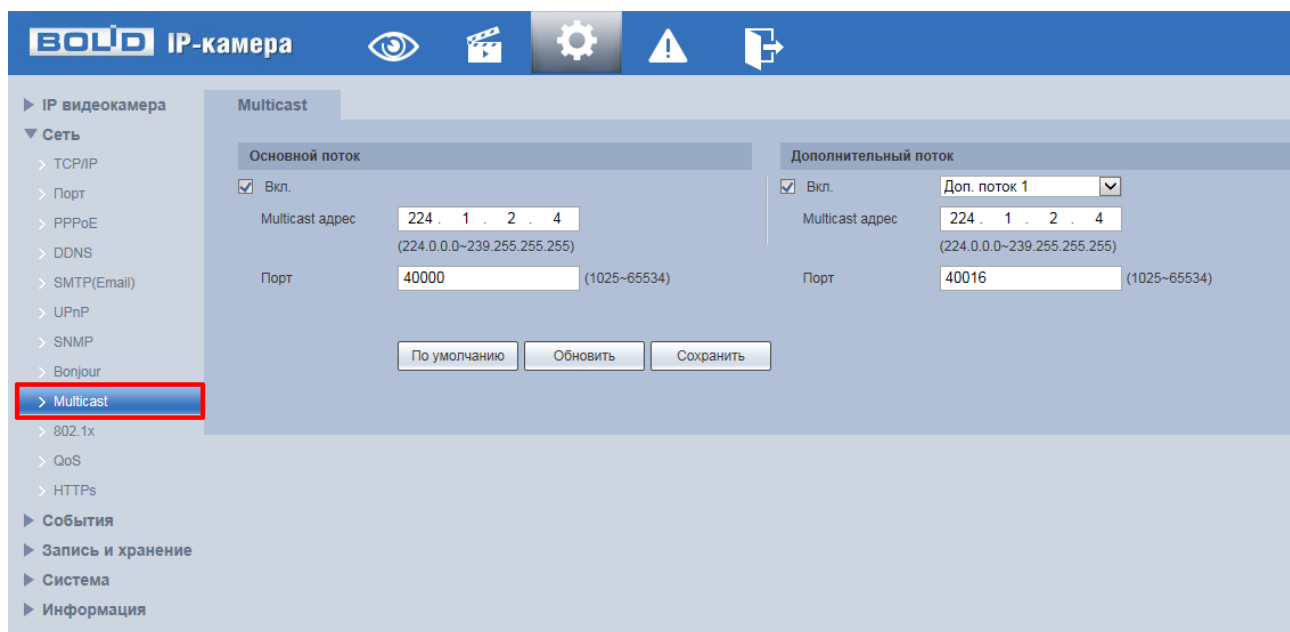 BOLID IP-камера
IP видеокамера
Сеть
TCP/IP
Порт
PPPoE
DDNS
SMTP(Email)
UPnP
SNMP
Bonjour
Multicast
802.1x
QoS
HTTPs
События
Запись и хранение
Система
Информация
Multicast
Основной поток
Вкл.
Multicast адрес 224. 1 . 2 . 4
(224.0.0.0~239.255.255.255)
Порт 40000 (1025~65534)
По умолчанию Обновить Сохранить
Дополнительный поток
Вкл. Доп. поток 1
Multicast адрес 224. 1 . 2 . 4
(224.0.0.0~239.255.255.255)
Порт 40016 (1025~65534)